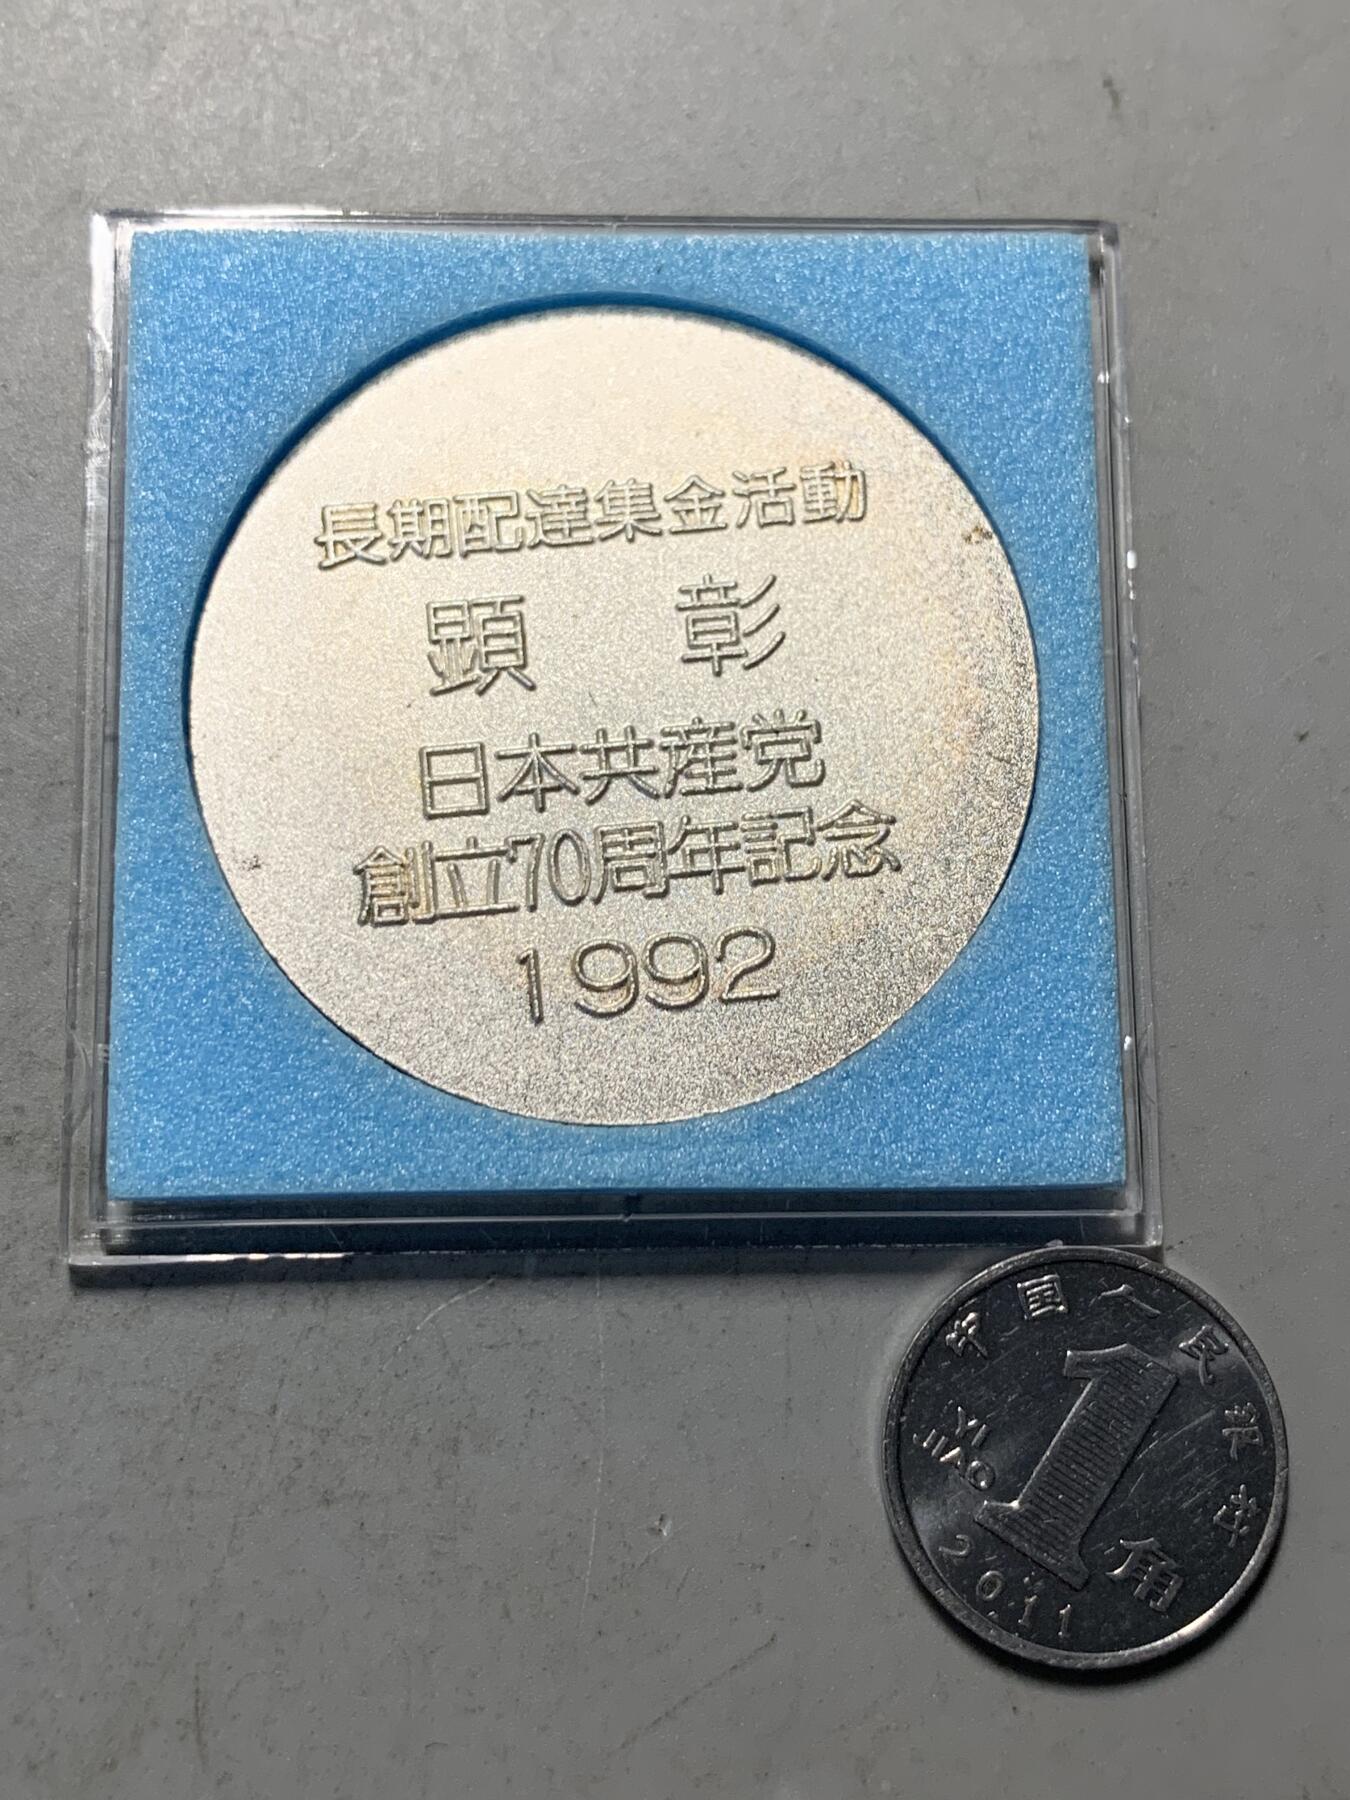 長期配達集金活動
顕 彰
日本共産党
創立70周年記念
1992
中国人民银行
YI JIAO
1角
2011